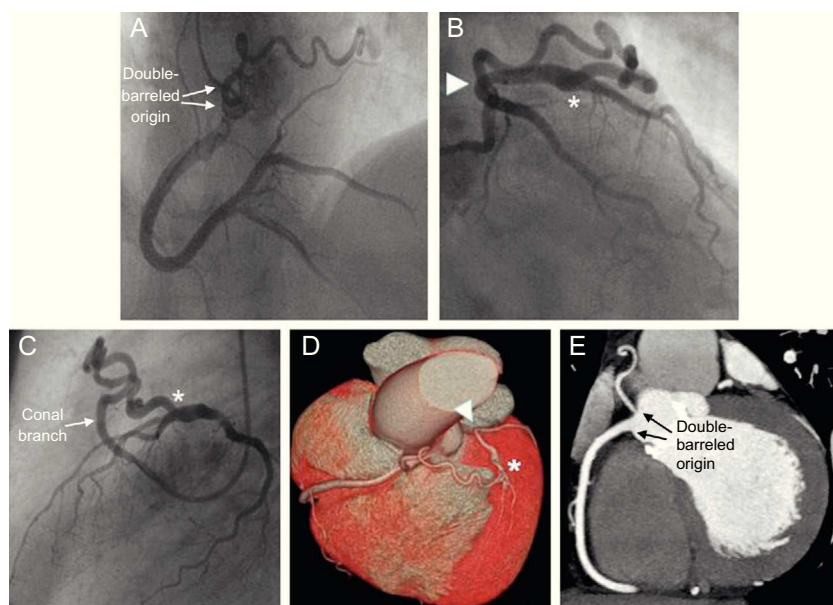 A
Double-
barreled
origin
B
*
C
*
Conal
branch
D
*
E
Double-
barreled
origin